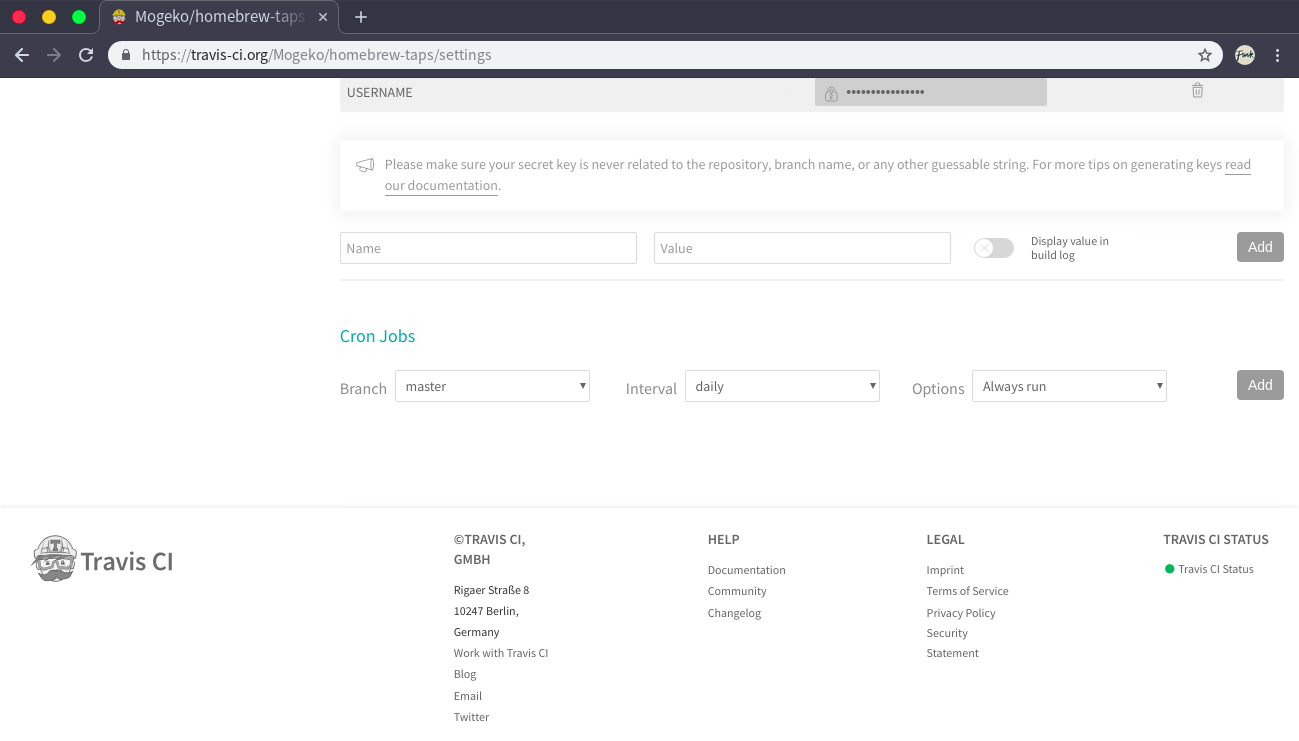 Mogeko/homebrew-taps
https://travis-ci.org/Mogeko/homebrew-taps/settings
USERNAME
••••••••••••••••
Please make sure your secret key is never related to the repository, branch name, or any other guessable string. For more tips on generating keys read
our documentation.
Name
Value
Display value in
build log
Add
Cron Jobs
Branch
master
Interval
daily
Options
Always run
Add
Travis CI
©TRAVIS CI,
GMBH
Rigaer Straße 8
10247 Berlin,
Germany
Work with Travis CI
Blog
Email
Twitter
HELP
Documentation
Community
Changelog
LEGAL
Imprint
Terms of Service
Privacy Policy
Security
Statement
TRAVIS CI STATUS
Travis CI Status